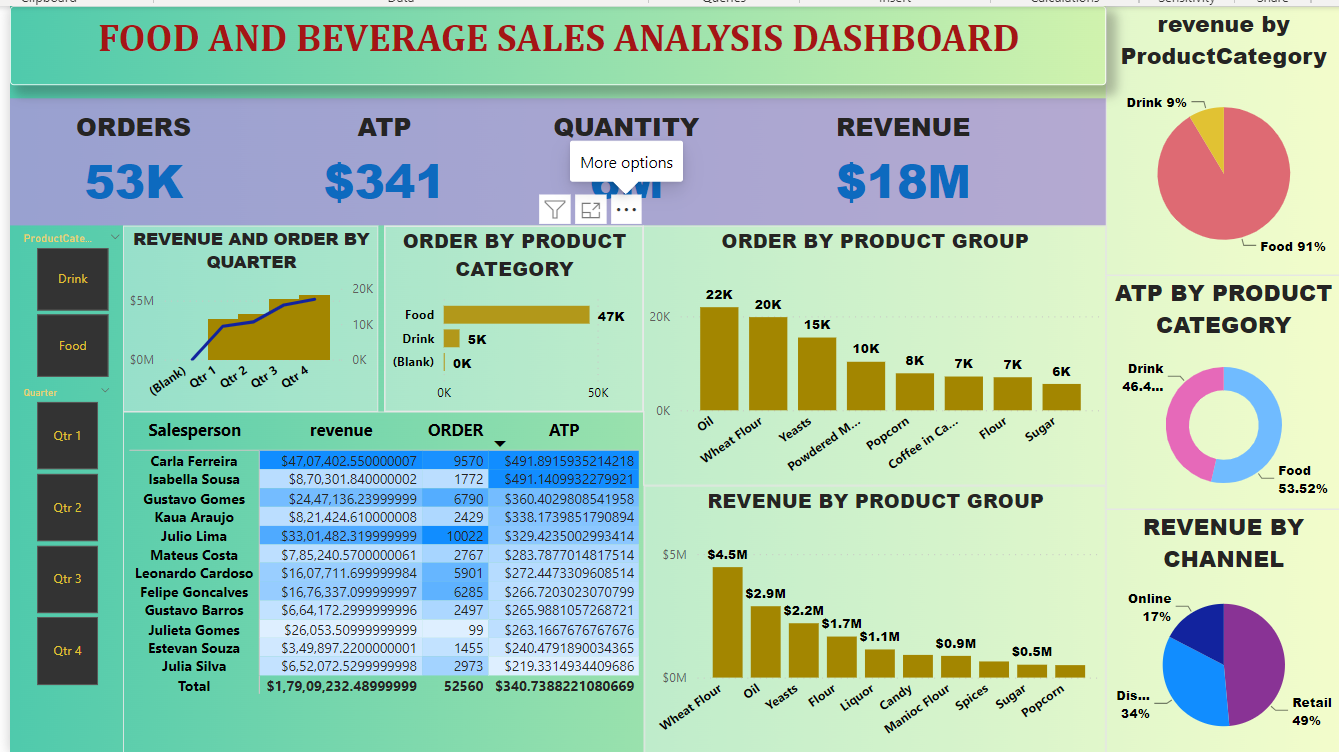 Clipboard
Data
Queries
Insert
Calculations
Sensitivity
Share
FOOD AND BEVERAGE SALES ANALYSIS DASHBOARD
ORDERS
53K
ATP
$341
QUANTITY
More options
$18M
REVENUE
ProductCate...
Drink
Food
Quarter
Qtr 1
Qtr 2
Qtr 3
Qtr 4
REVENUE AND ORDER BY
QUARTER
$5M
$0M
20K
10K
0K
(Blank)
Qtr 1
Qtr 2
Qtr 3
Qtr 4
ORDER BY PRODUCT
CATEGORY
Food 47K
Drink 5K
(Blank) 0K
0K 50K
ORDER BY PRODUCT GROUP
20K
0K
22K
20K
15K
10K
8K
7K
7K
6K
Oil
Wheat Flour
Yeasts
Powdered M...
Popcorn
Coffee in Ca...
Flour
Sugar
Salesperson revenue ORDER ATP
Carla Ferreira $47,07,402.550000007 9570 $491.8915935214218
Isabella Sousa $8,70,301.840000002 1772 $491.1409932279921
Gustavo Gomes $24,47,136.23999999 6790 $360.4029808541958
Kaua Araujo $8,21,424.610000008 2429 $338.1739851790894
Julio Lima $33,01,482.319999999 10022 $329.4235002993414
Mateus Costa $7,85,240.5700000061 2767 $283.7877014817514
Leonardo Cardoso $16,07,711.699999984 5901 $272.4473309608514
Felipe Goncalves $16,76,337.099999997 6285 $266.7203023070799
Gustavo Barros $6,64,172.2999999996 2497 $265.9881057268721
Julieta Gomes $26,053.50999999999 99 $263.1667676767676
Estevan Souza $3,49,897.2200000001 1455 $240.4791890034365
Julia Silva $6,52,072.5299999998 2973 $219.3314934409686
Total $1,79,09,232.48999999 52560 $340.7388221080669
REVENUE BY PRODUCT GROUP
$5M
$0M
$4.5M
$2.9M
$2.2M
$1.7M
$1.1M
$0.9M
$0.5M
Wheat Flour
Oil
Yeasts
Flour
Liquor
Candy
Manioc Flour
Spices
Sugar
Popcorn
revenue by
ProductCategory
Drink 9%
Food 91%
ATP BY PRODUCT
CATEGORY
Drink
46.4...
Food
53.52%
REVENUE BY
CHANNEL
Online
17%
Dis...
34%
Retail
49%